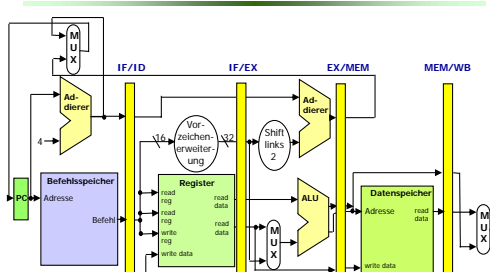 M
U
X
IF/ID
IF/EX
EX/MEM
MEM/WB
Ad-
dierer
4
16
Vor-
zeichen-
erweiter-
ung
32
Shift
links
2
Ad-
dierer
PC
Befehlsspeicher
Adresse
Befehl
Register
read
reg
read
reg
write
reg
write data
read
data
read
data
M
U
X
ALU
Datenspeicher
Adresse
read
data
write data
M
U
X